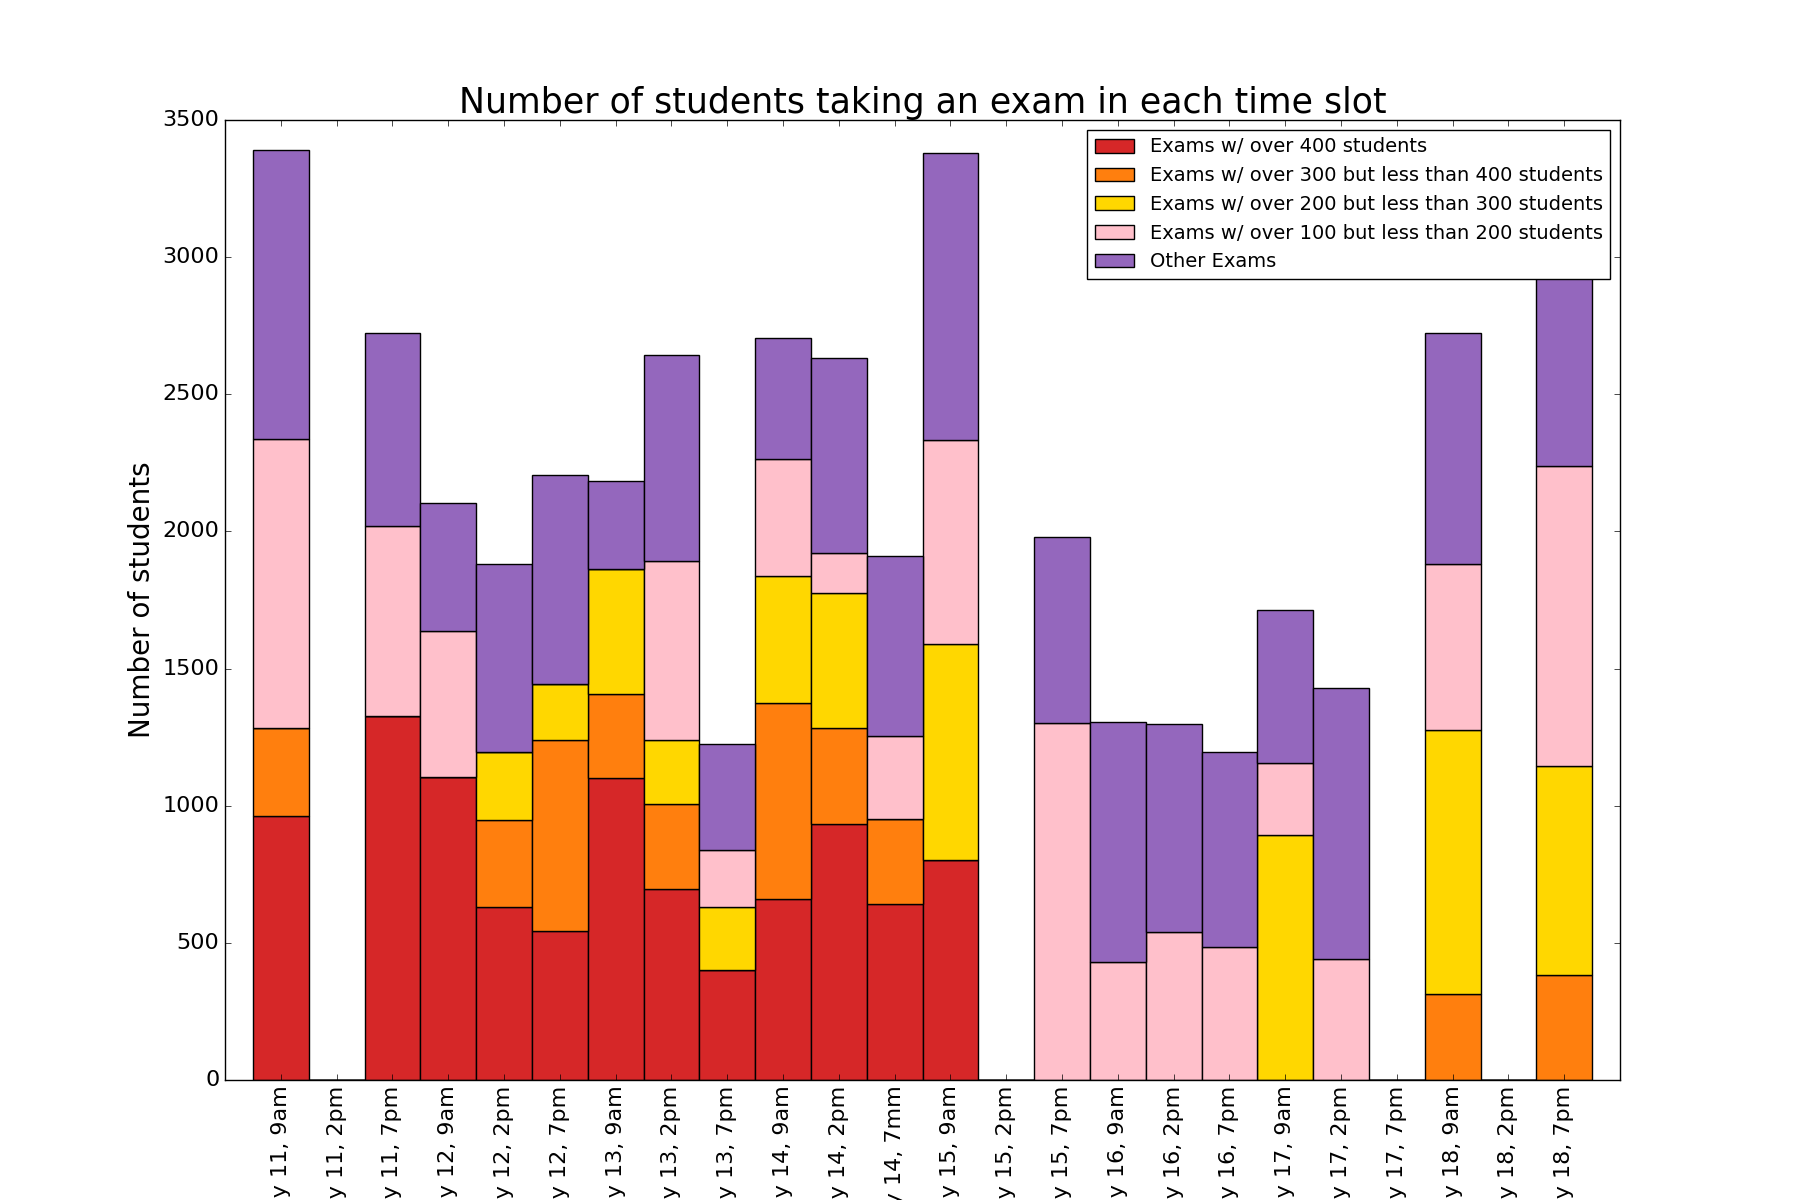 Number of students taking an exam in each time slot
Exams w/ over 400 students
Exams w/ over 300 but less than 400 students
Exams w/ over 200 but less than 300 students
Exams w/ over 100 but less than 200 students
Other Exams
Number of students
3500
3000
2500
2000
1500
1000
500
0
y 11, 9am
y 11, 2pm
y 11, 7pm
y 12, 9am
y 12, 2pm
y 12, 7pm
y 13, 9am
y 13, 2pm
y 13, 7pm
y 14, 9am
y 14, 2pm
y 14, 7mm
y 15, 9am
y 15, 2pm
y 15, 7pm
y 16, 9am
y 16, 2pm
y 16, 7pm
y 17, 9am
y 17, 2pm
y 17, 7pm
y 18, 9am
y 18, 2pm
y 18, 7pm